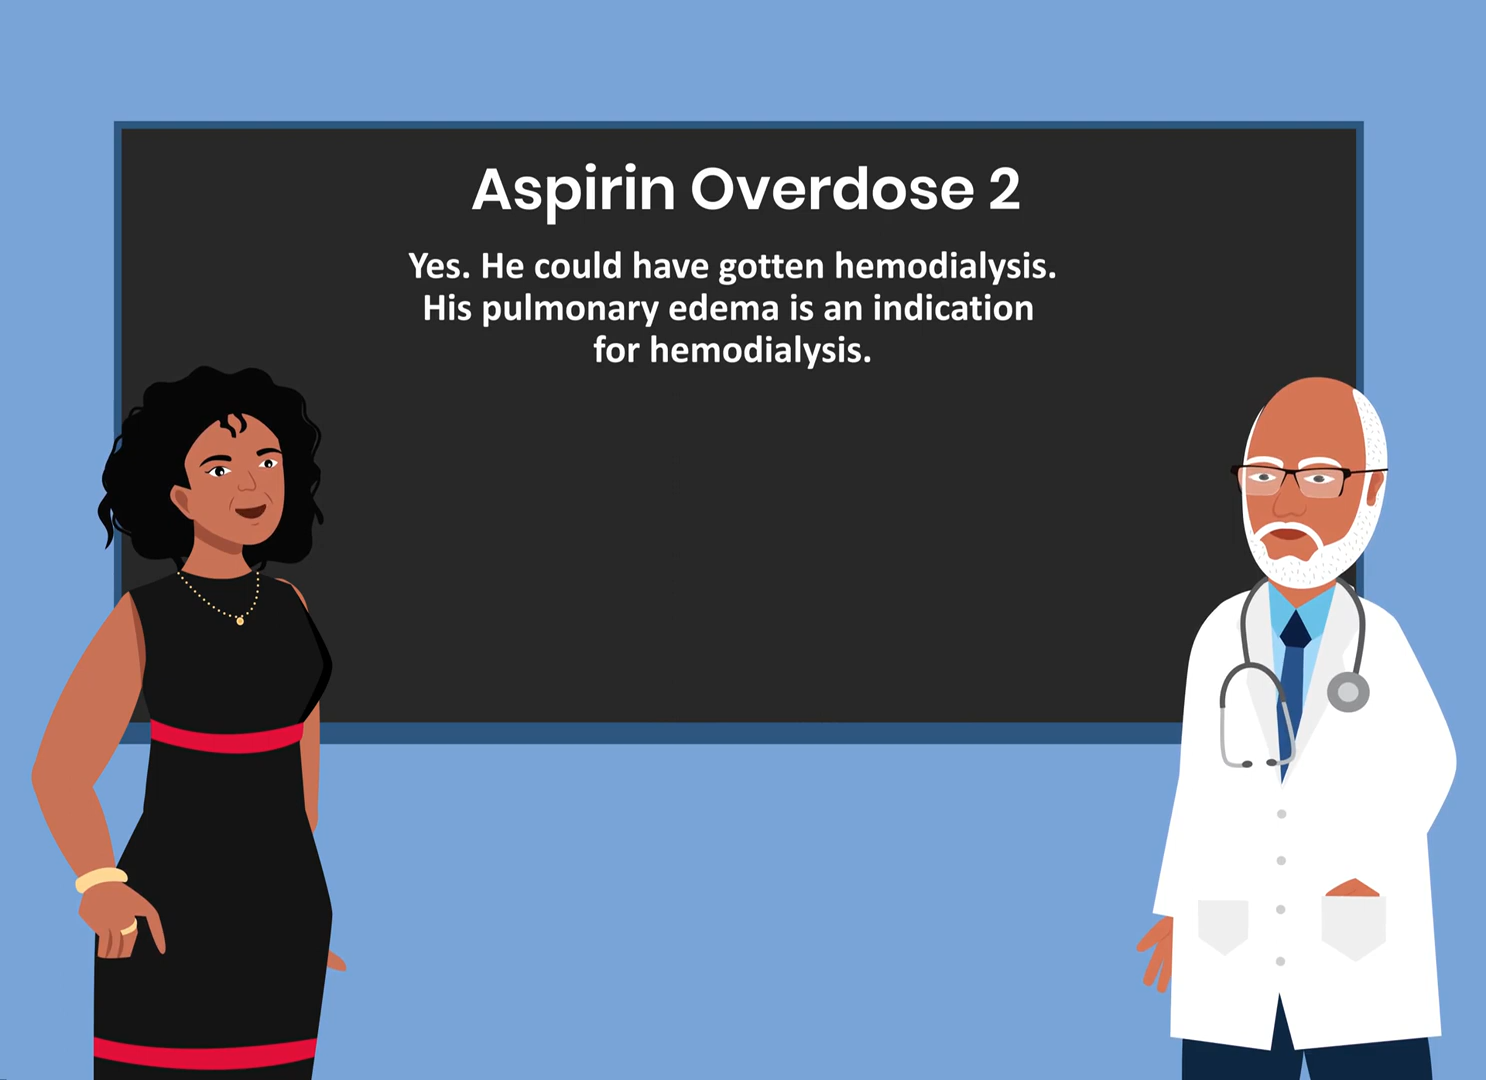 Aspirin Overdose 2
Yes. He could have gotten hemodialysis.
His pulmonary edema is an indication
for hemodialysis.